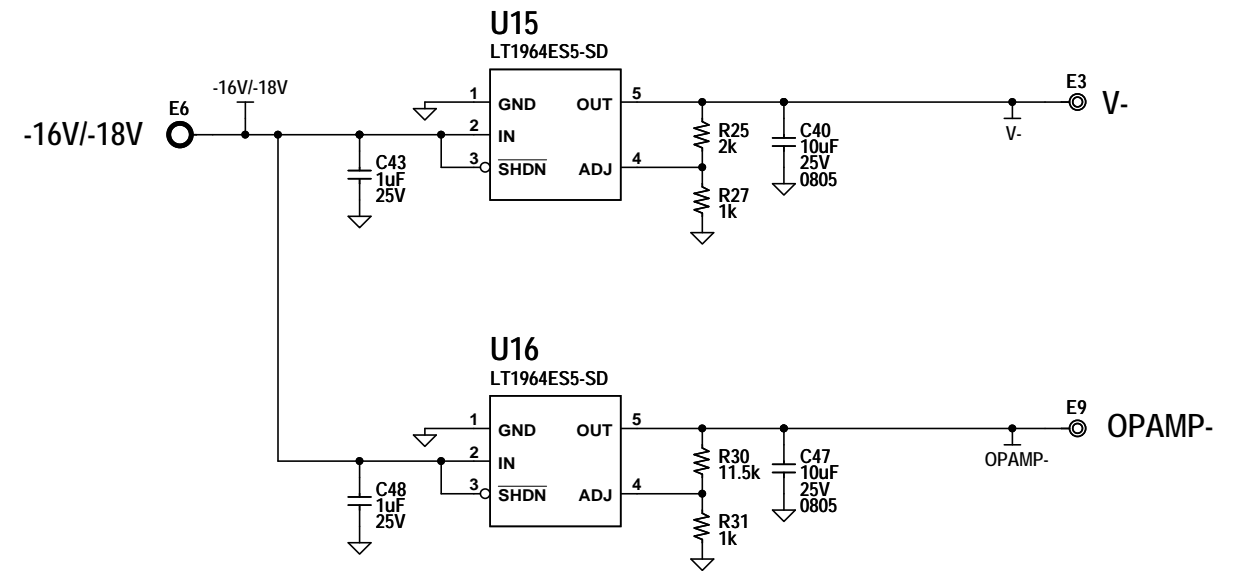 U15
LT1964ES5-SD
-16V/-18V
E6
-16V/-18V
1
GND
OUT
5
2
IN
3
SHDN
ADJ
4
C43
1uF
25V
R25
2k
R27
1k
C40
10uF
25V
0805
V-
E3
V-
U16
LT1964ES5-SD
1
GND
OUT
5
2
IN
3
SHDN
ADJ
4
C48
1uF
25V
R30
11.5k
R31
1k
C47
10uF
25V
0805
OPAMP-
E9
OPAMP-